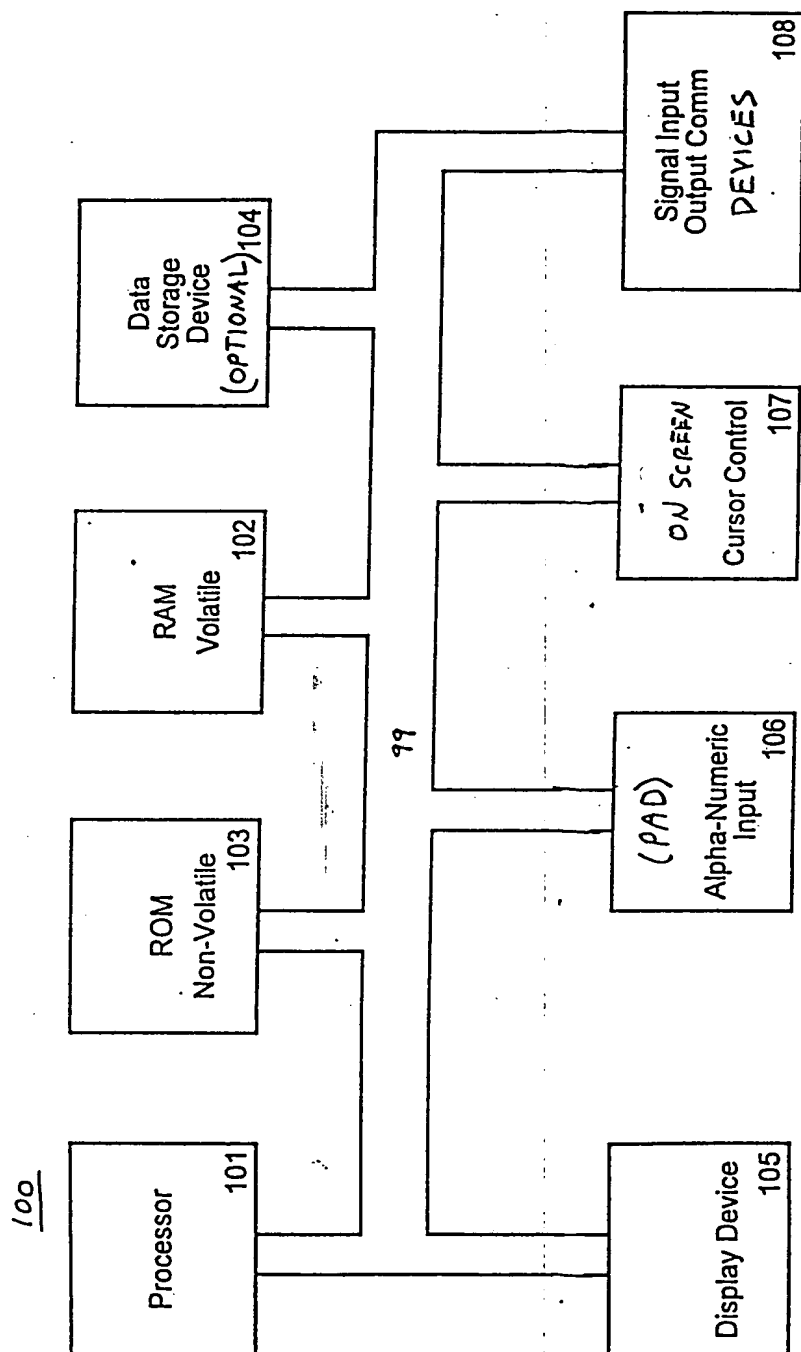 100
Processor
101
ROM
Non-Volatile
103
RAM
Volatile
102
Data
Storage
Device
(OPTIONAL)
104
99
Display Device
105
(PAD)
Alpha-Numeric
Input
106
ON SCREEN
Cursor Control
107
Signal Input
Output Comm
DEVICES
108